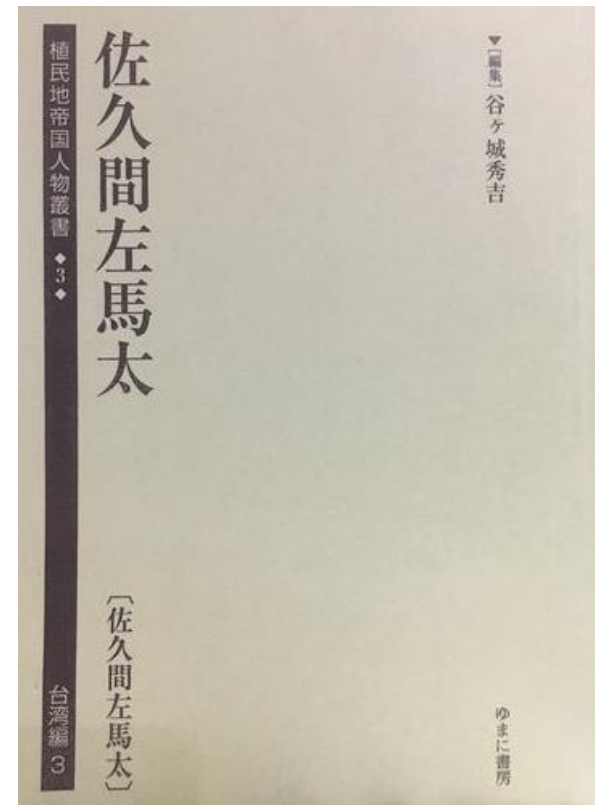 ▼[編集]谷ヶ城秀吉
ゆまに書房
佐久間左馬太
〔佐久間左馬太〕
植民地帝国人物叢書 ◆3◆
台湾編3